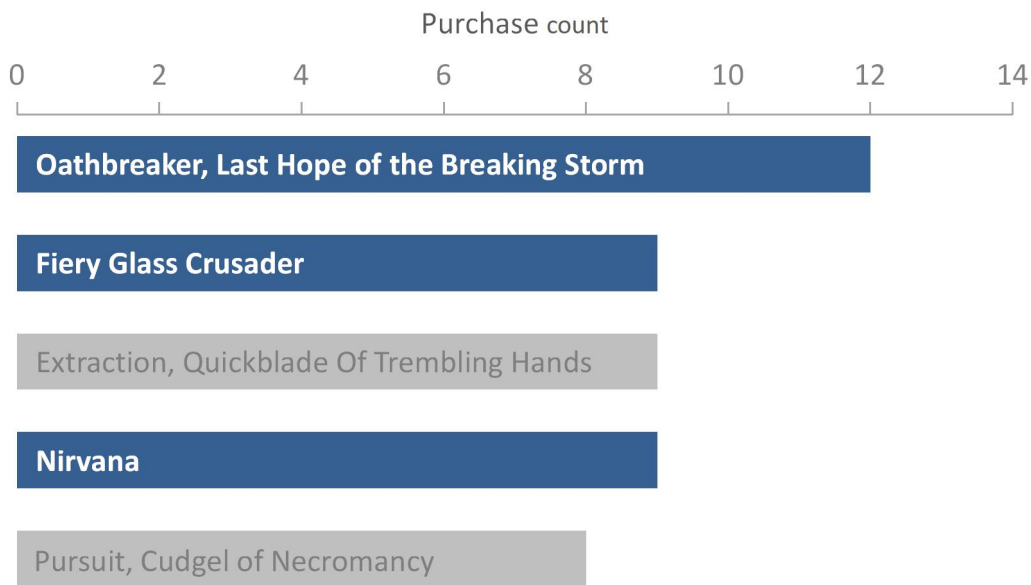 Purchase count
0 2 4 6 8 10 12 14
Oathbreaker, Last Hope of the Breaking Storm
Fiery Glass Crusader
Extraction, Quickblade Of Trembling Hands
Nirvana
Pursuit, Cudgel of Necromancy